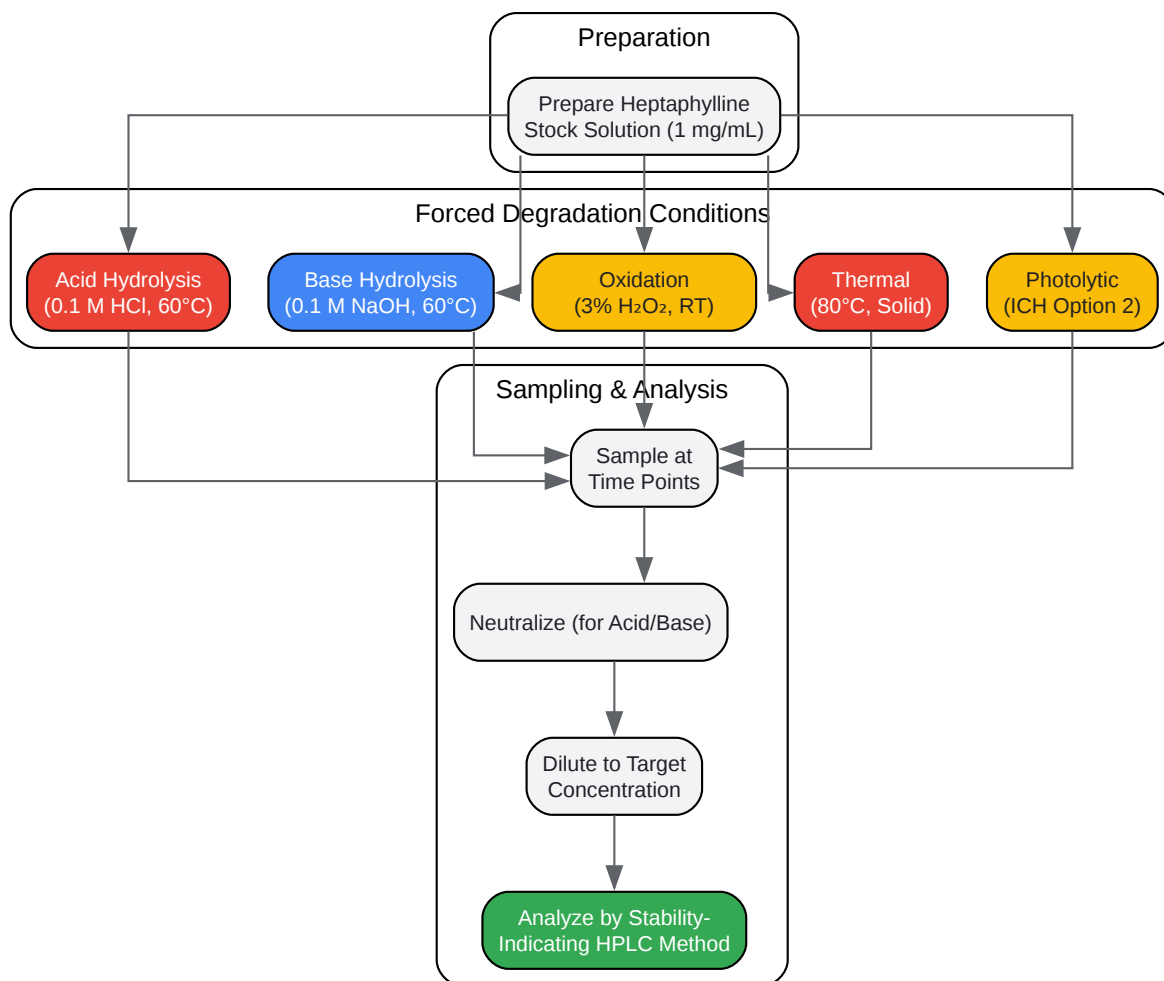 Preparation
Prepare Heptaphylline
Stock Solution (1 mg/mL)
Forced Degradation Conditions
Acid Hydrolysis
(0.1 M HCl, 60°C)
Base Hydrolysis
(0.1 M NaOH, 60°C)
Oxidation
(3% H₂O₂, RT)
Thermal
(80°C, Solid)
Photolytic
(ICH Option 2)
Sampling & Analysis
Sample at
Time Points
Neutralize (for Acid/Base)
Dilute to Target
Concentration
Analyze by Stability-
Indicating HPLC Method